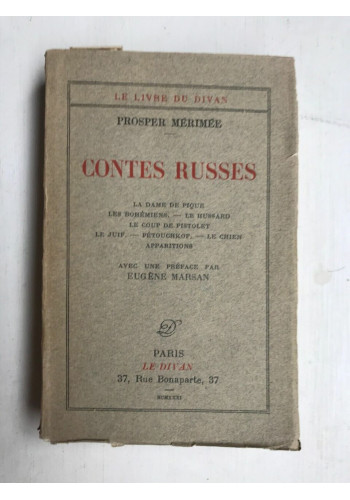 LE LIVRE DU DIVAN
PROSPER MÉRIMÉE
CONTES RUSSES
LA DAME DE PIQUE
LES BOHÉMIENS. — LE HUSSARD
LE COUP DE PISTOLET
LE JUIF. — PÉTOUCHKOF. — LE CHIEN
APPARITIONS
AVEC UNE PRÉFACE PAR
EUGÈNE MARSAN
LD
PARIS
LE DIVAN
37, Rue Bonaparte, 37
MCMXXXI